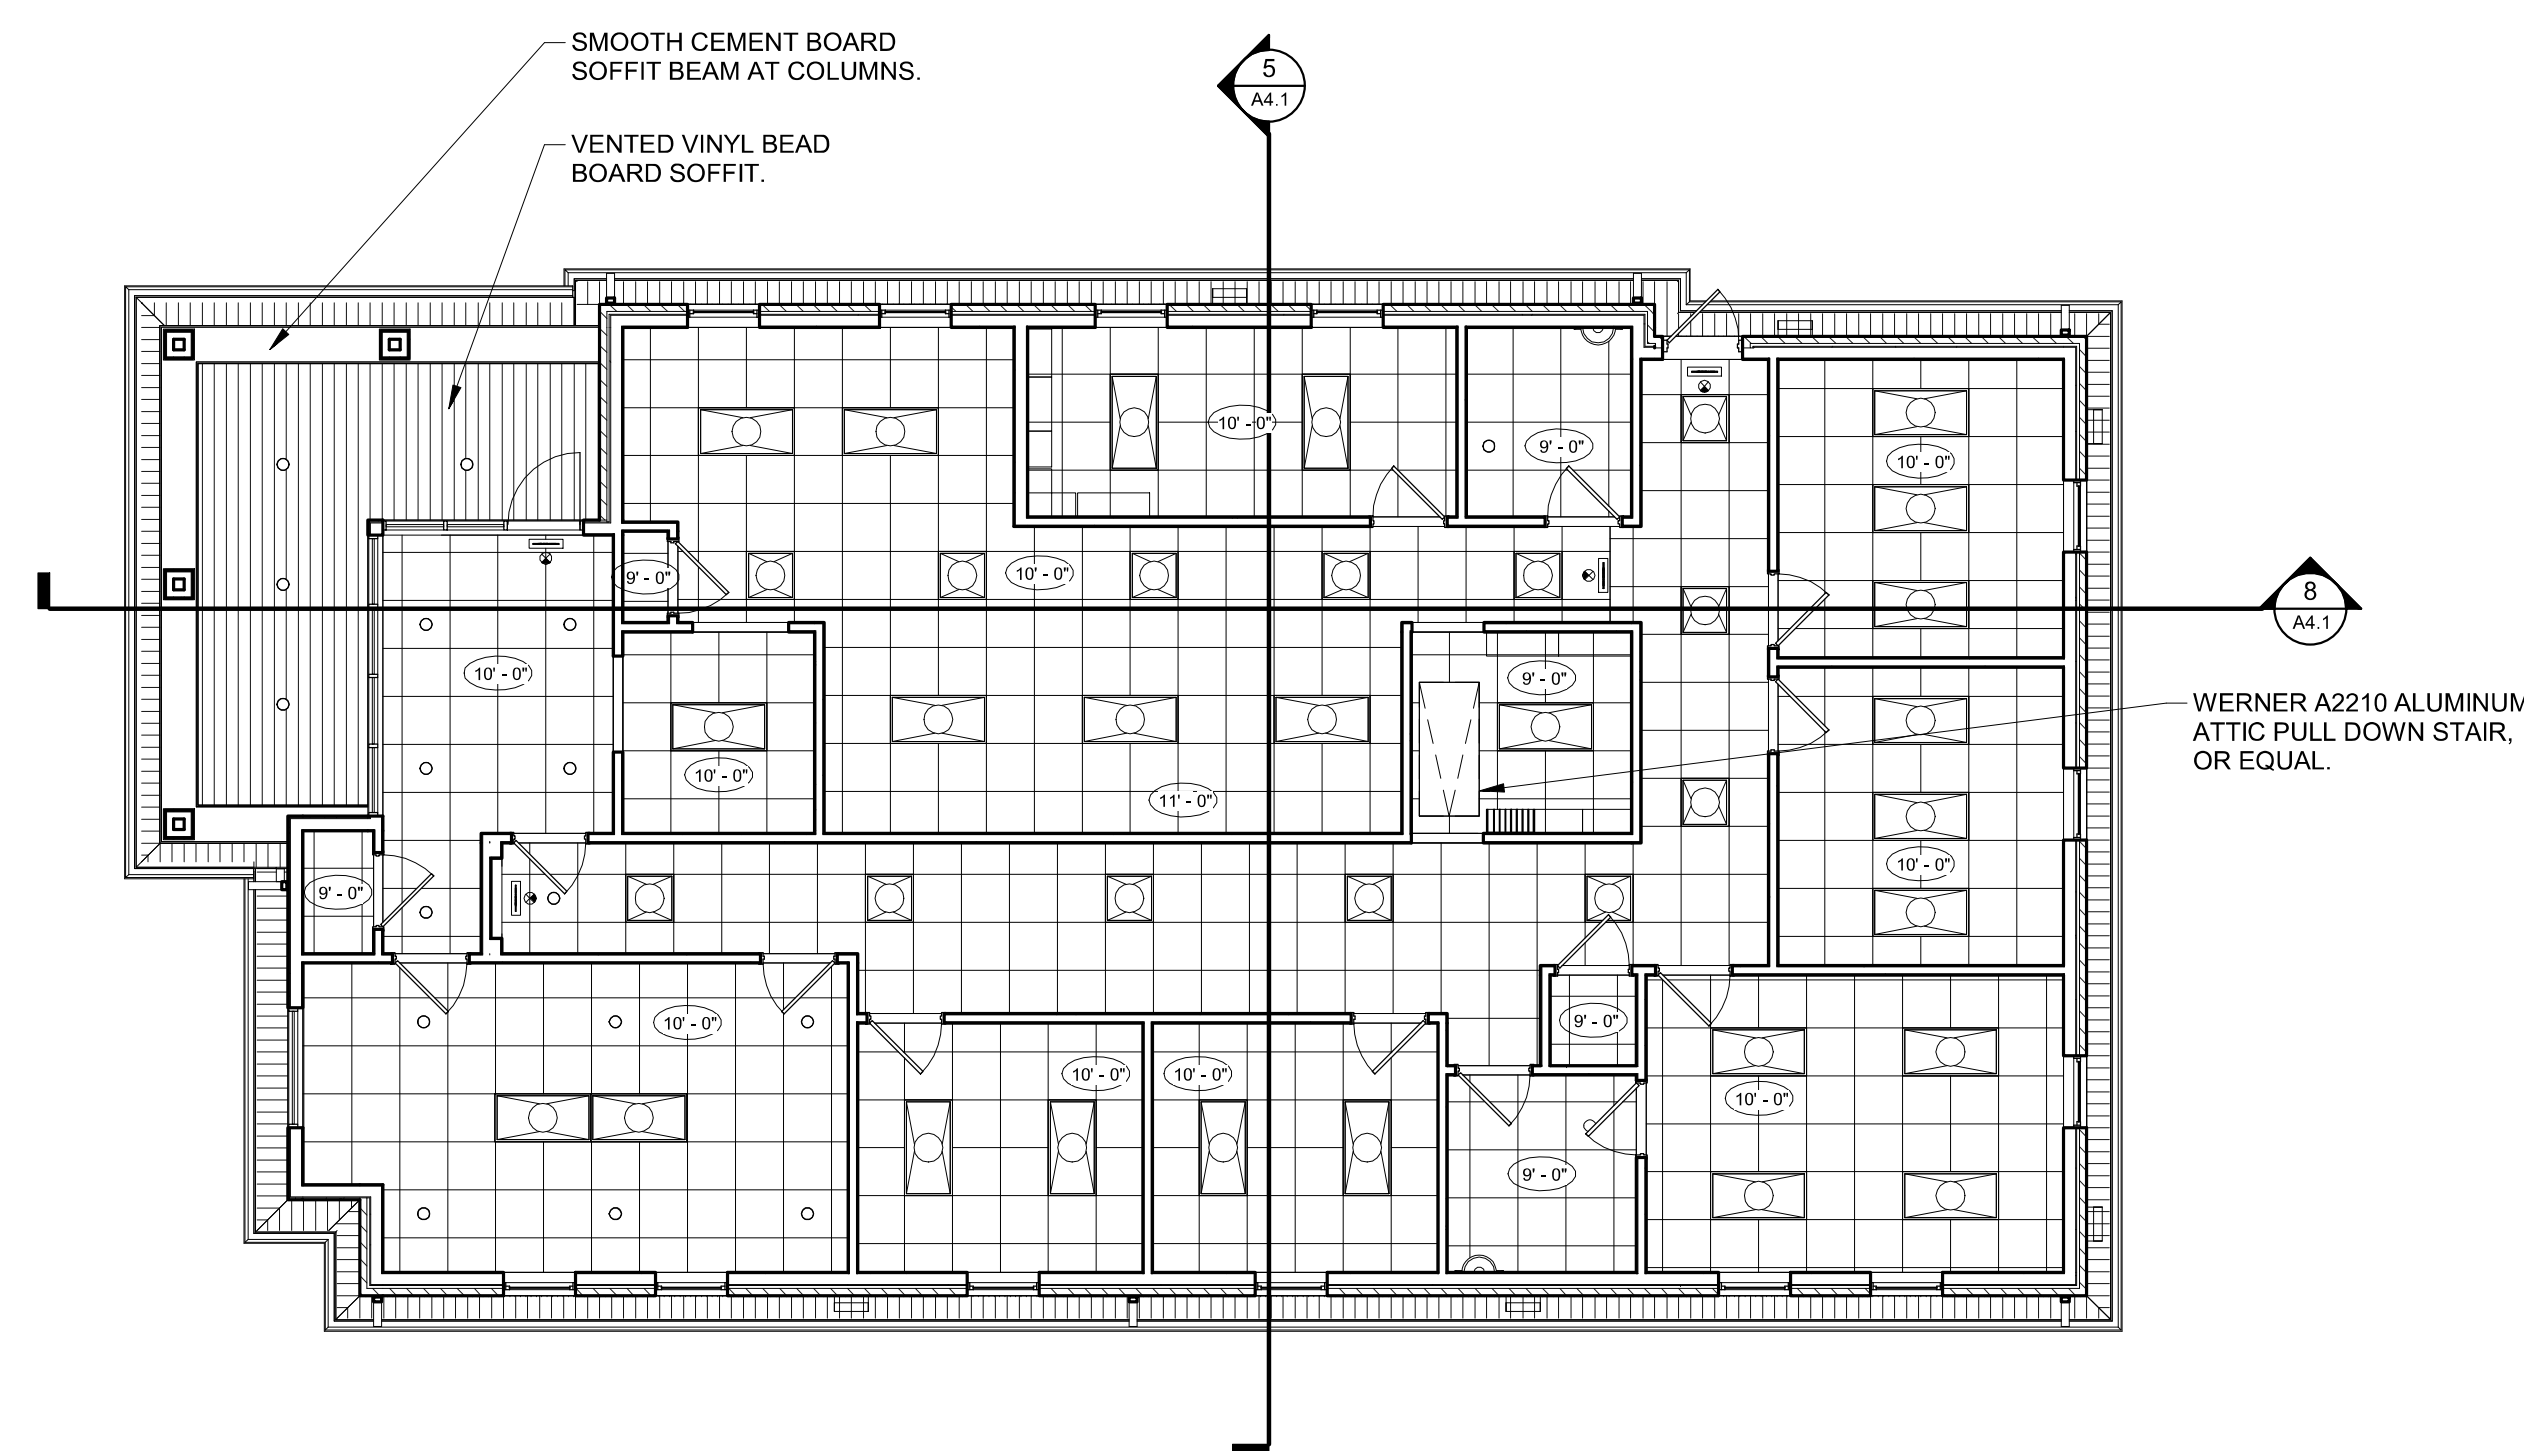 SMOOTH CEMENT BOARD
SOFFIT BEAM AT COLUMNS.
5
A4.1
VENTED VINYL BEAD
BOARD SOFFIT.
10' - 0"
9' - 0"
10' - 0"
10' - 0"
9' - 0"
8
A4.1
10' - 0"
9' - 0"
WERNER A2210 ALUMINUM
ATTIC PULL DOWN STAIR,
OR EQUAL.
10' - 0"
11' - 0"
10' - 0"
9' - 0"
10' - 0"
9' - 0"
10' - 0"
10' - 0"
10' - 0"
9' - 0"